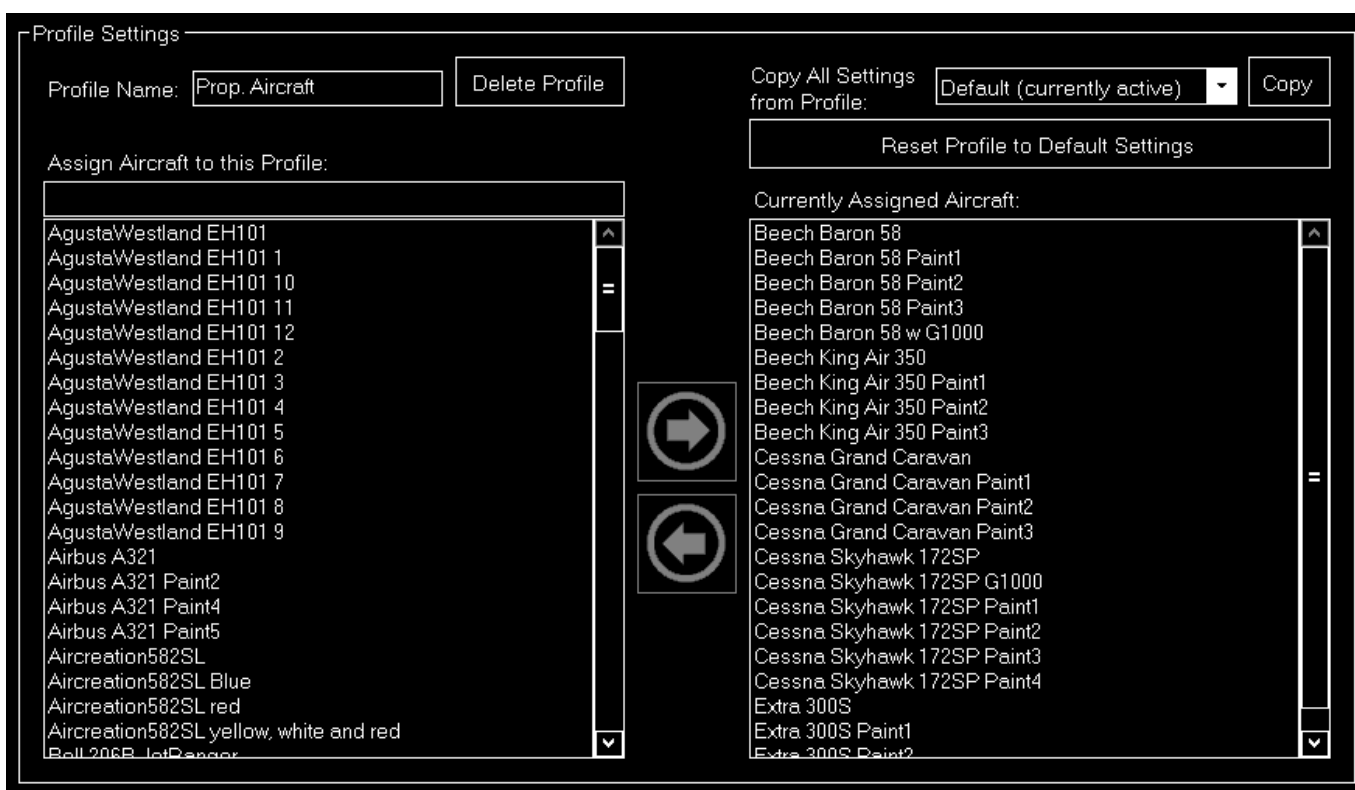 Profile Settings
Profile Name:
Prop. Aircraft
Delete Profile
Copy All Settings
from Profile:
Default (currently active)
Copy
Reset Profile to Default Settings
Assign Aircraft to this Profile:
AgustaWestland EH101
AgustaWestland EH101 1
AgustaWestland EH101 10
AgustaWestland EH101 11
AgustaWestland EH101 12
AgustaWestland EH101 2
AgustaWestland EH101 3
AgustaWestland EH101 4
AgustaWestland EH101 5
AgustaWestland EH101 6
AgustaWestland EH101 7
AgustaWestland EH101 8
AgustaWestland EH101 9
Airbus A321
Airbus A321 Paint2
Airbus A321 Paint4
Airbus A321 Paint5
Aircreation582SL
Aircreation582SL Blue
Aircreation582SL red
Aircreation582SL yellow, white and red
Bell 206B JetRanger
Currently Assigned Aircraft:
Beech Baron 58
Beech Baron 58 Paint1
Beech Baron 58 Paint2
Beech Baron 58 Paint3
Beech Baron 58 w G1000
Beech King Air 350
Beech King Air 350 Paint1
Beech King Air 350 Paint2
Beech King Air 350 Paint3
Cessna Grand Caravan
Cessna Grand Caravan Paint1
Cessna Grand Caravan Paint2
Cessna Grand Caravan Paint3
Cessna Skyhawk 172SP
Cessna Skyhawk 172SP G1000
Cessna Skyhawk 172SP Paint1
Cessna Skyhawk 172SP Paint2
Cessna Skyhawk 172SP Paint3
Cessna Skyhawk 172SP Paint4
Extra 300S
Extra 300S Paint1
Extra 300S Paint2